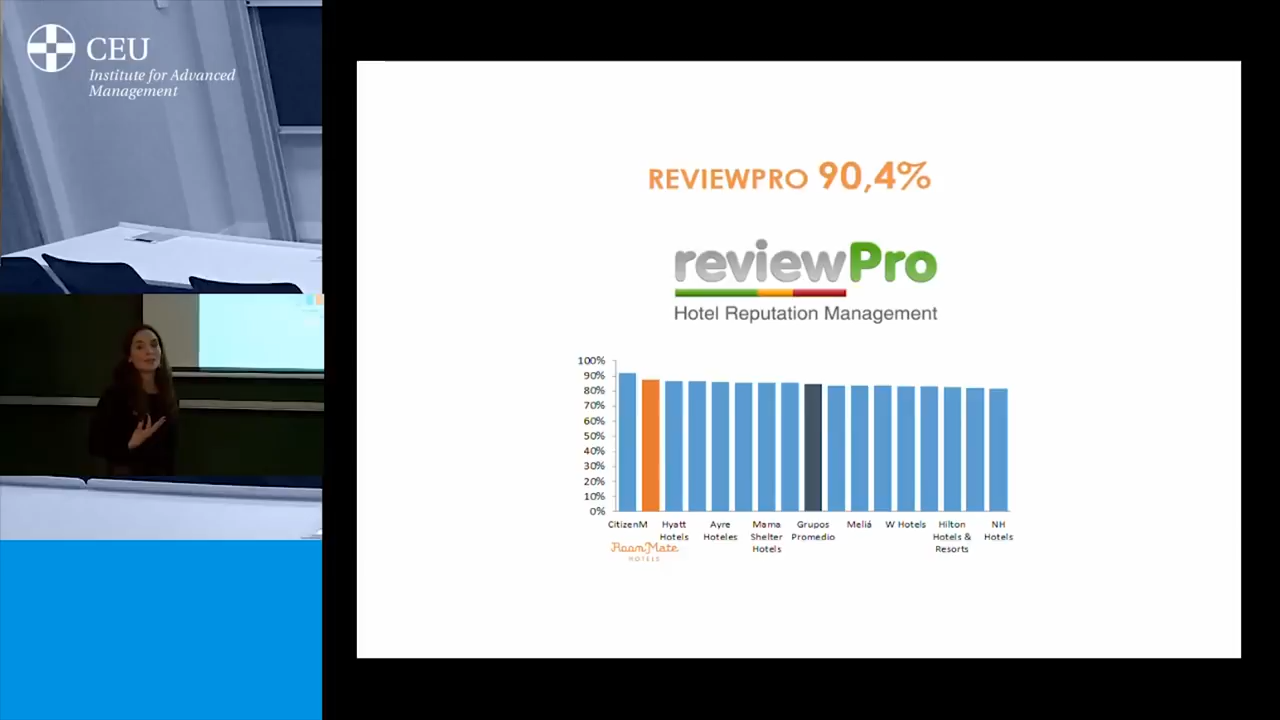 CEU
Institute for Advanced
Management
REVIEWPRO 90,4%
reviewPro
Hotel Reputation Management
100%
90%
80%
70%
60%
50%
40%
30%
20%
10%
0%
CitizenM
Hyatt
Hotels
Ayre
Hoteles
Mama
Shelter
Hotels
Grupos
Promedio
Meliá
W Hotels
Hilton
Hotels &
Resorts
NH
Hotels
Room Mate
HOTELS